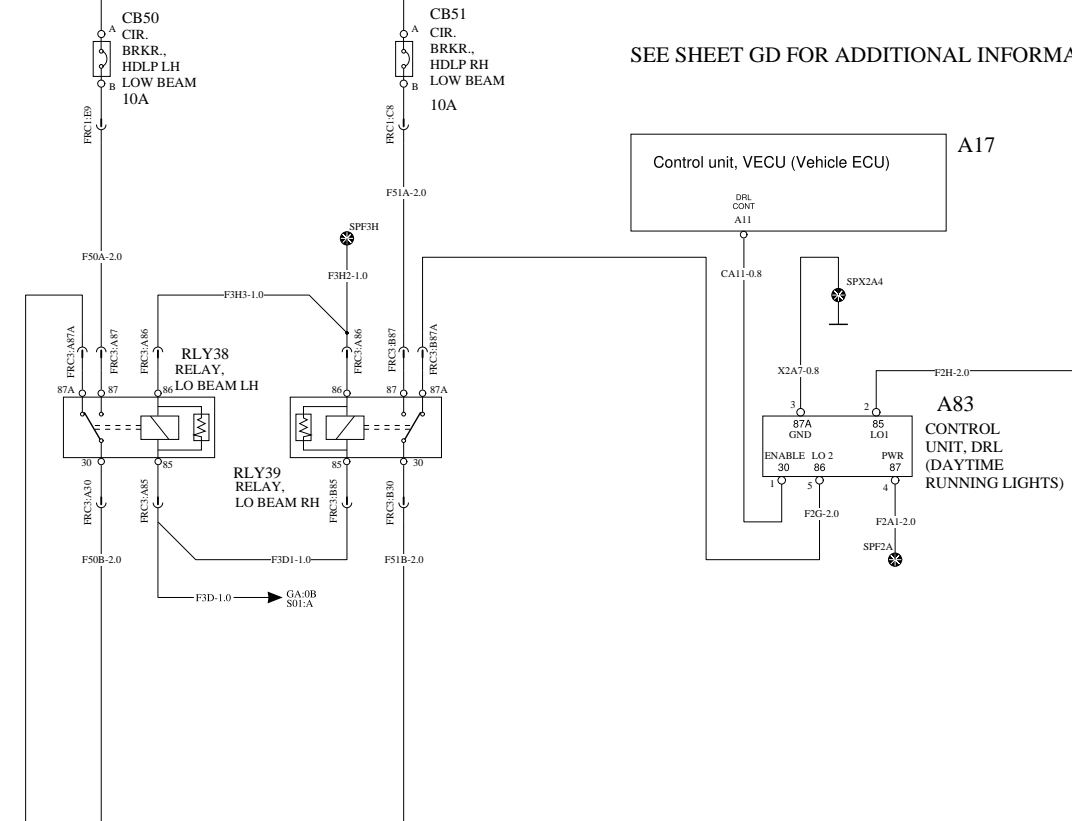 CB50
A
CIR.
BRKR.,
HDLP LH
LOW BEAM
B
10A
FRC1:E9
CB51
A
CIR.
BRKR.,
HDLP RH
LOW BEAM
B
10A
FRC1:C8
SEE SHEET GD FOR ADDITIONAL INFORMA
A17
Control unit, VECU (Vehicle ECU)
DRL
CONT
A11
F51A-2.0
SPF3H
F50A-2.0
F3H2-1.0
F3H3-1.0
CA11-0.8
SPX2A4
FRC3:A87A
FRC3:A87
FRC3:A86
FRC3:A86
FRC3:B87
FRC3:B87A
RLY38
RELAY,
LO BEAM LH
87A
87
86
86
87
87A
X2A7-0.8
F2H-2.0
3
2
A83
CONTROL
UNIT, DRL
(DAYTIME
RUNNING LIGHTS)
87A
GND
85
LO1
ENABLE
30
LO 2
86
PWR
87
1
5
4
30
85
85
30
RLY39
RELAY,
LO BEAM RH
FRC3:A30
FRC3:A85
FRC3:B85
FRC3:B30
F2G-2.0
F2A1-2.0
SPF2A
F50B-2.0
F3D1-1.0
F51B-2.0
F3D-1.0
GA:0B
S01:A